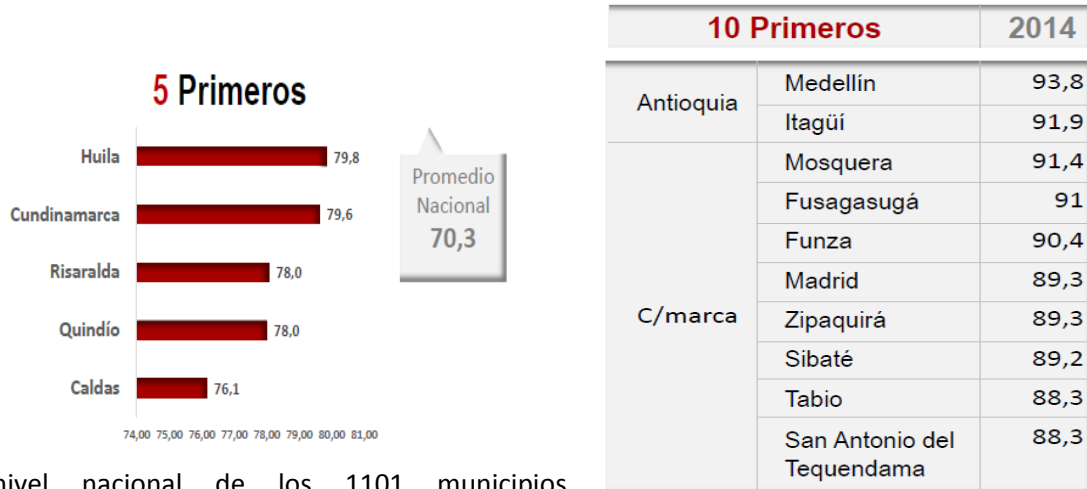 5 Primeros
Huila 79,8
Cundinamarca 79,6
Risaralda 78,0
Quindío 78,0
Caldas 76,1
74,00 75,00 76,00 77,00 78,00 79,00 80,00 81,00
Promedio
Nacional
70,3
nivel nacional de los 1101 municipios
10 Primeros 2014
Antioquia
Medellín 93,8
Itagüí 91,9
C/marca
Mosquera 91,4
Fusagasugá 91
Funza 90,4
Madrid 89,3
Zipaquirá 89,3
Sibaté 89,2
Tabio 88,3
San Antonio del 88,3
Tequendama